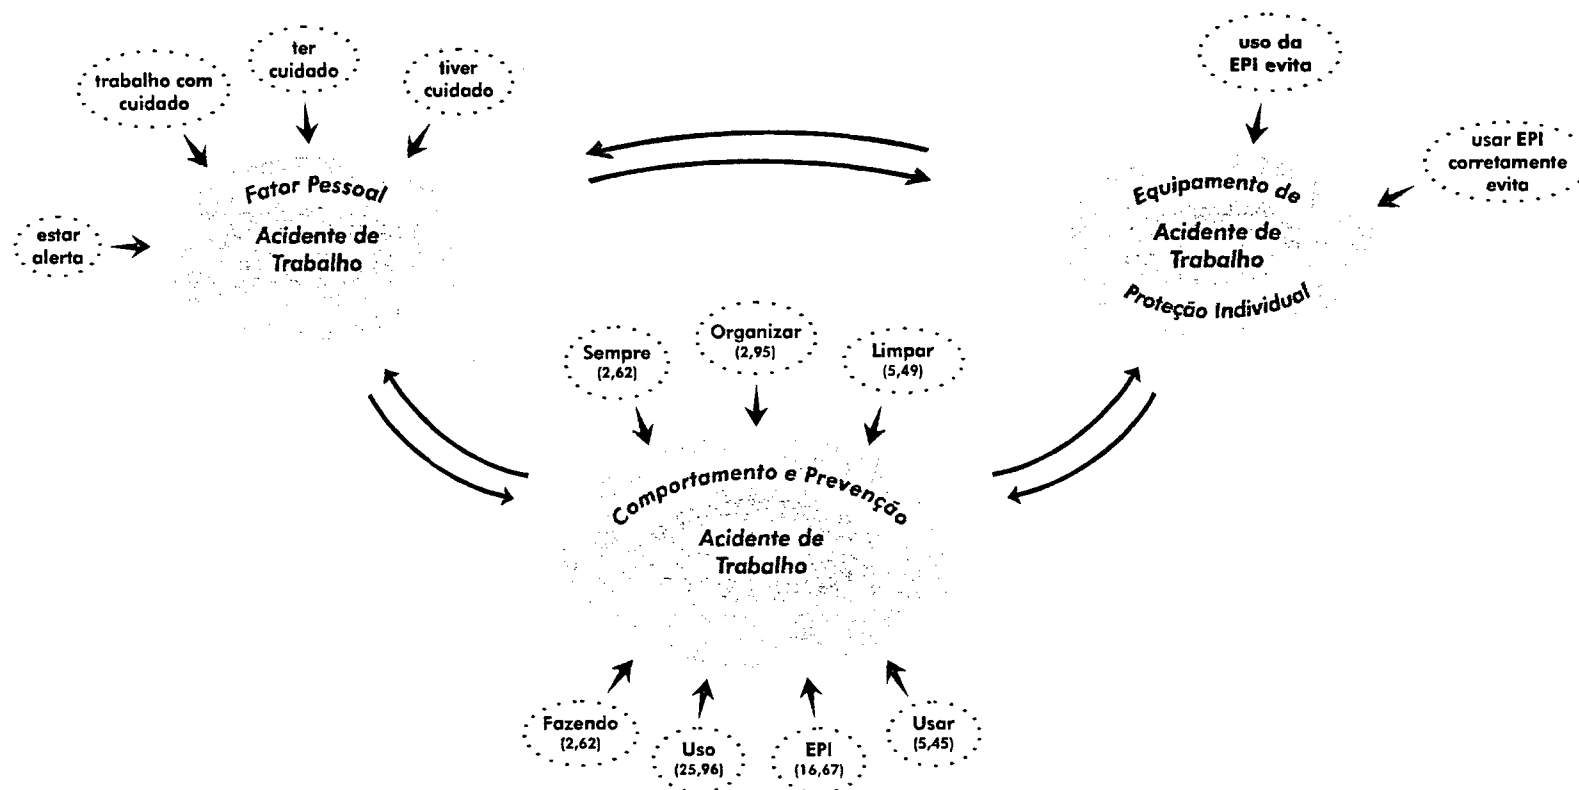 trabalho com
cuidado
ter
cuidado
tiver
cuidado
estar
alerta
Fator Pessoal
Acidente de
Trabalho
uso da
EPI evita
usar EPI
corretamente
evita
Equipamento de
Acidente de
Trabalho
Proteção Individual
Sempre
(2,62)
Organizar
(2,95)
Limpar
(5,49)
Comportamento e Prevenção
Acidente de
Trabalho
Fazendo
(2,62)
Uso
(25,96)
EPI
(16,67)
Usar
(5,45)